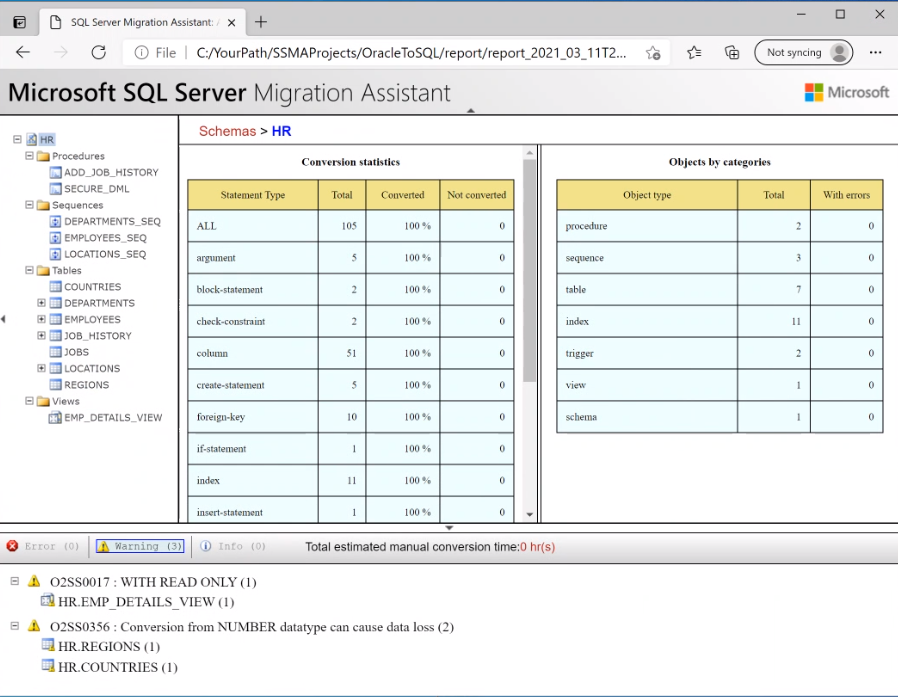 SQL Server Migration Assistant:
File
C:/YourPath/SSMAProjects/OracleToSQL/report/report_2021_03_11T2...
Not syncing
Microsoft SQL Server Migration Assistant
Microsoft
HR
Procedures
ADD_JOB_HISTORY
SECURE_DML
Sequences
DEPARTMENTS_SEQ
EMPLOYEES_SEQ
LOCATIONS_SEQ
Tables
COUNTRIES
DEPARTMENTS
EMPLOYEES
JOB_HISTORY
JOBS
LOCATIONS
REGIONS
Views
EMP_DETAILS_VIEW
Schemas > HR
Conversion statistics
Statement Type Total Converted Not converted
ALL 105 100 % 0
argument 5 100 % 0
block-statement 2 100 % 0
check-constraint 2 100 % 0
column 51 100 % 0
create-statement 5 100 % 0
foreign-key 10 100 % 0
if-statement 1 100 % 0
index 11 100 % 0
insert-statement 1 100 % 0
Objects by categories
Object type Total With errors
procedure 2 0
sequence 3 0
table 7 0
index 11 0
trigger 2 0
view 1 0
schema 1 0
Error (0) Warning (3) Info (0) Total estimated manual conversion time:0 hr(s)
O2SS0017 : WITH READ ONLY (1)
HR.EMP_DETAILS_VIEW (1)
O2SS0356 : Conversion from NUMBER datatype can cause data loss (2)
HR.REGIONS (1)
HR.COUNTRIES (1)